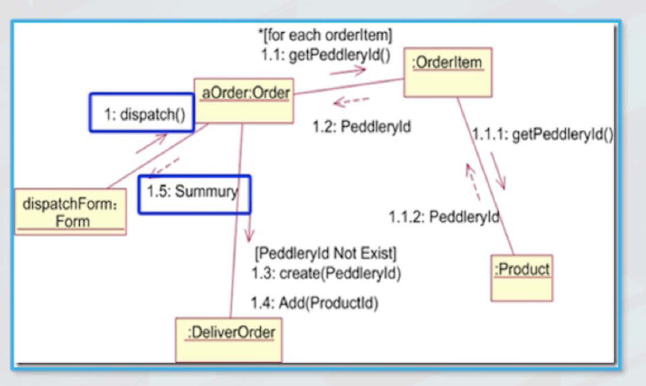 *[for each orderItem]
1.1: getPeddleryId()
:OrderItem
aOrder:Order
1: dispatch()
1.2: PeddleryId
1.1.1: getPeddleryId()
1.5: Summury
dispatchForm:
Form
1.1.2: PeddleryId
[PeddleryId Not Exist]
1.3: create(PeddleryId)
:Product
1.4: Add(ProductId)
:DeliverOrder